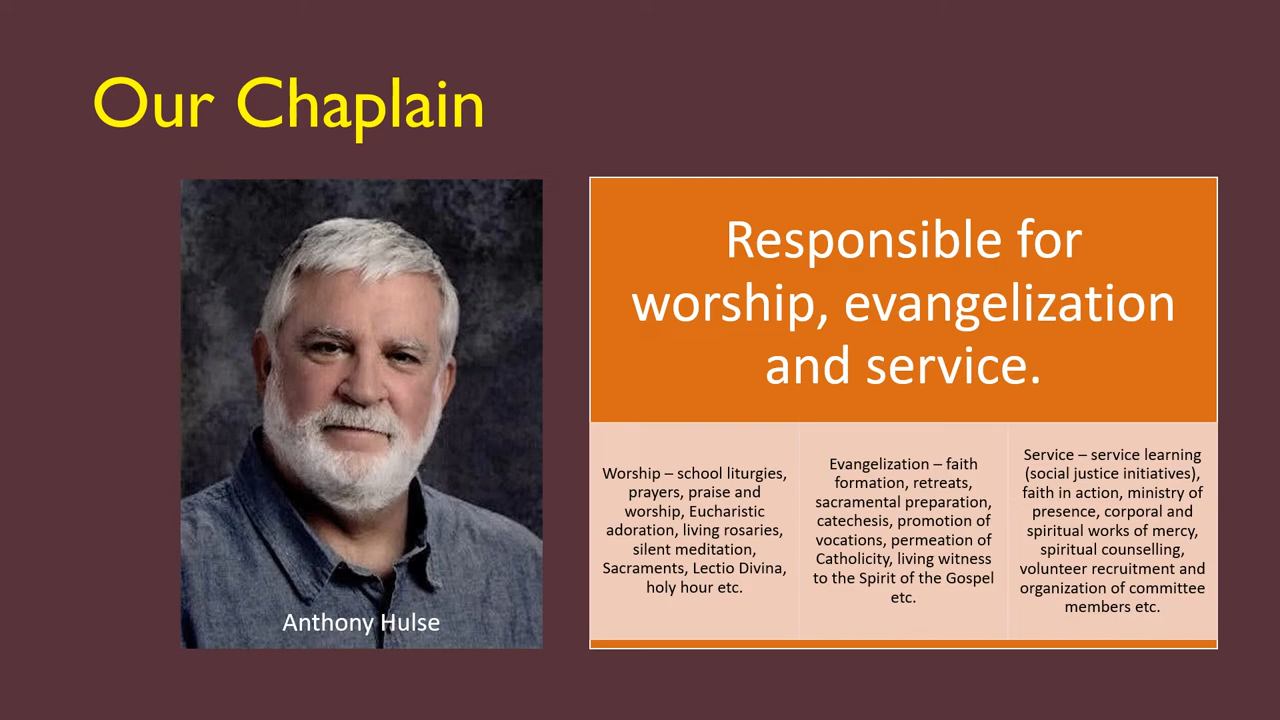 Our Chaplain
Anthony Hulse
Responsible for
worship, evangelization
and service.
Worship – school liturgies,
prayers, praise and
worship, Eucharistic
adoration, living rosaries,
silent meditation,
Sacraments, Lectio Divina,
holy hour etc.
Evangelization – faith
formation, retreats,
sacramental preparation,
catechesis, promotion of
vocations, permeation of
Catholicity, living witness
to the Spirit of the Gospel
etc.
Service – service learning
(social justice initiatives),
faith in action, ministry of
presence, corporal and
spiritual works of mercy,
spiritual counselling,
volunteer recruitment and
organization of committee
members etc.